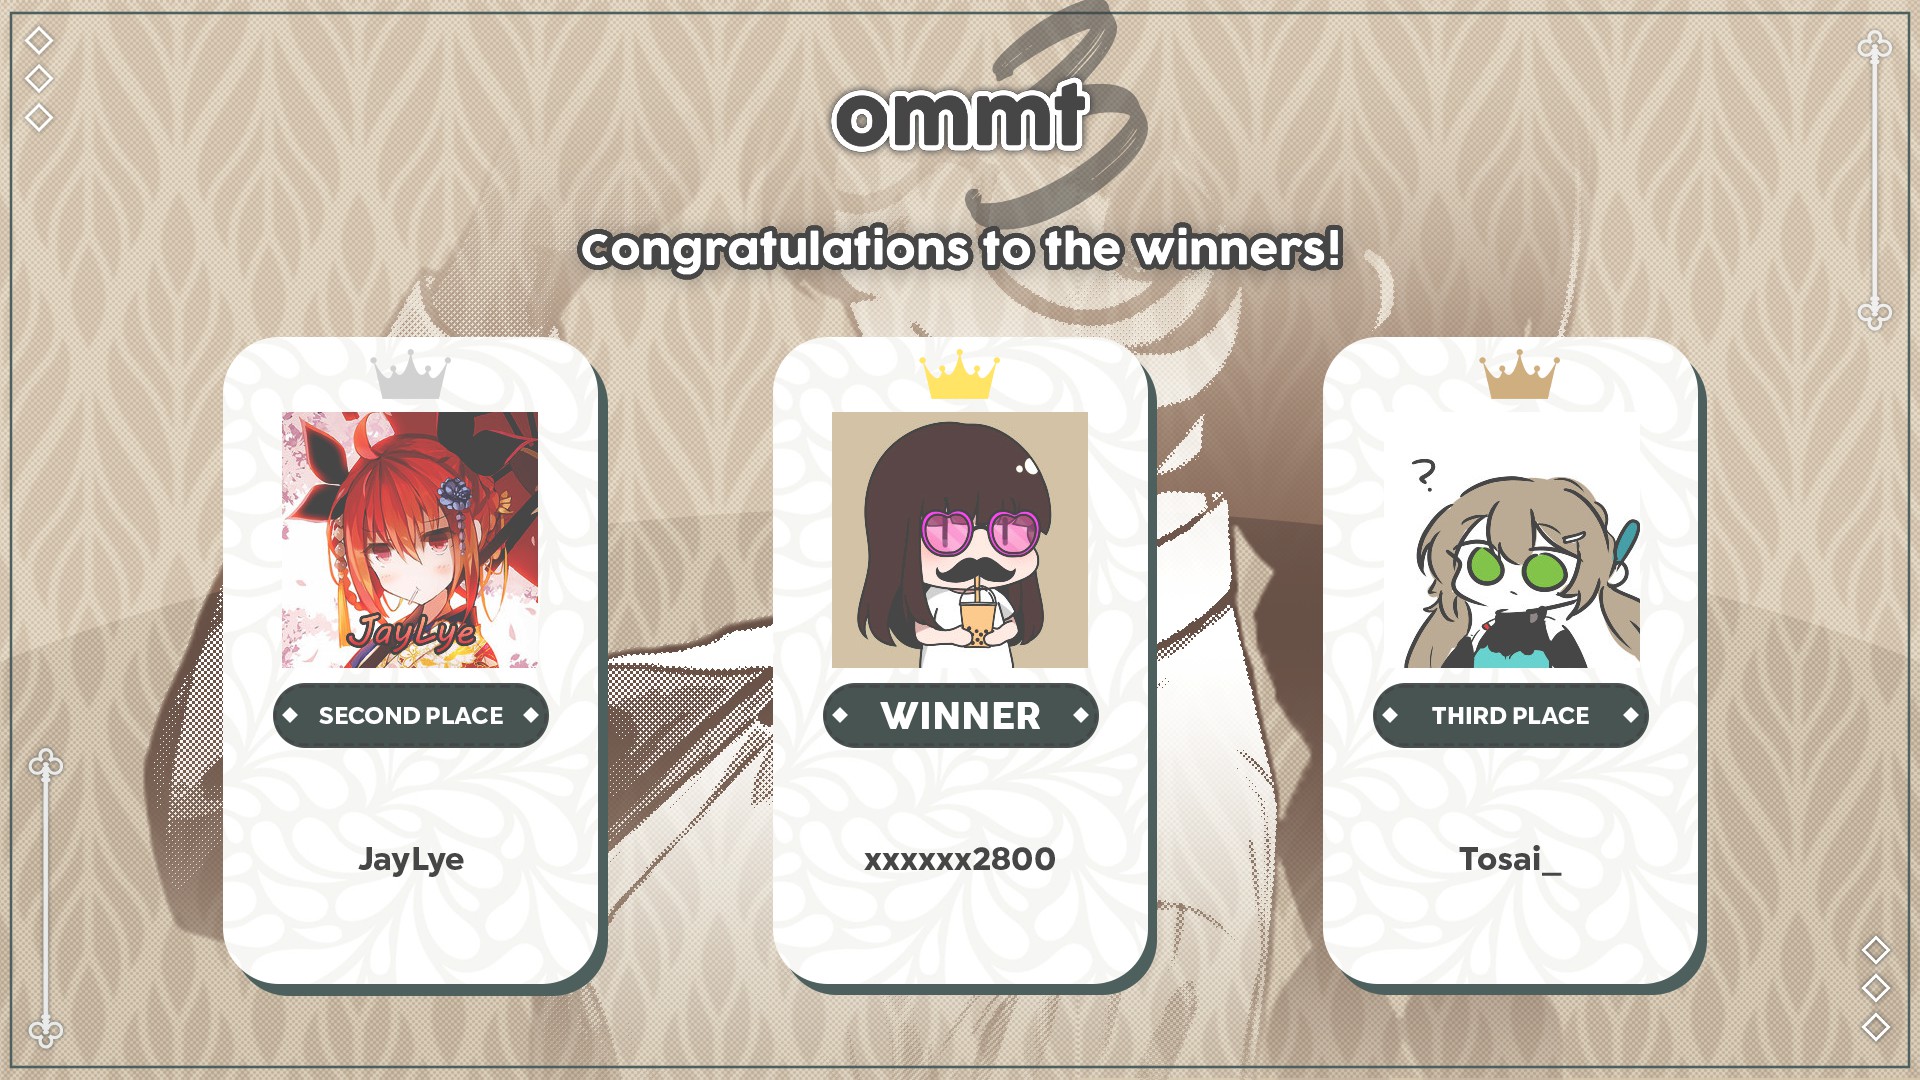 ommt 3
Congratulations to the winners!
JayLye
?
SECOND PLACE
WINNER
THIRD PLACE
JayLye
xxxxxx2800
Tosai_